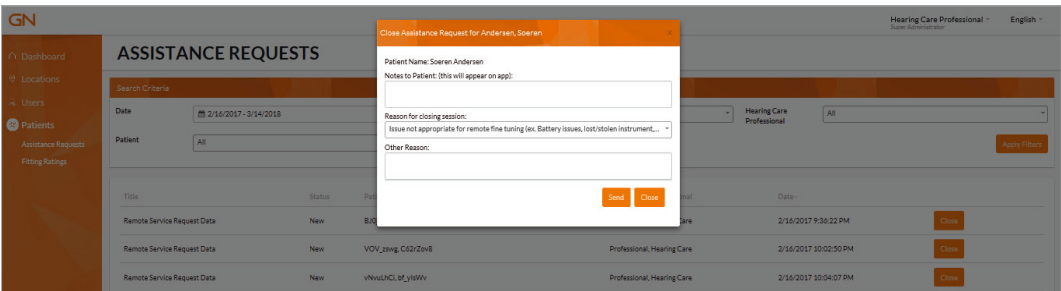 GN
Hearing Care Professional
Super Administrator
English
Dashboard
Locations
Users
Patients
Assistance Requests
Fitting Ratings
ASSISTANCE REQUESTS
Search Criteria
Date
2/16/2017 - 3/14/2018
Hearing Care
Professional
All
Patient
All
Apply Filters
Close Assistance Request for Andersen, Soeren
×
Patient Name: Soeren Andersen
Notes to Patient: (this will appear on app):
Reason for closing session:
Issue not appropriate for remote fine tuning (ex. Battery issues, lost/stolen instrument,...
Other Reason:
Send Close
Title Status Date
Remote Service Request Data New 2/16/2017 9:36:22 PM Close
Remote Service Request Data New VOV_zswg, C62rZov8 Professional, Hearing Care 2/16/2017 10:02:50 PM Close
Remote Service Request Data New vNvuLhCl, bf_ylsWv Professional, Hearing Care 2/16/2017 10:04:07 PM Close